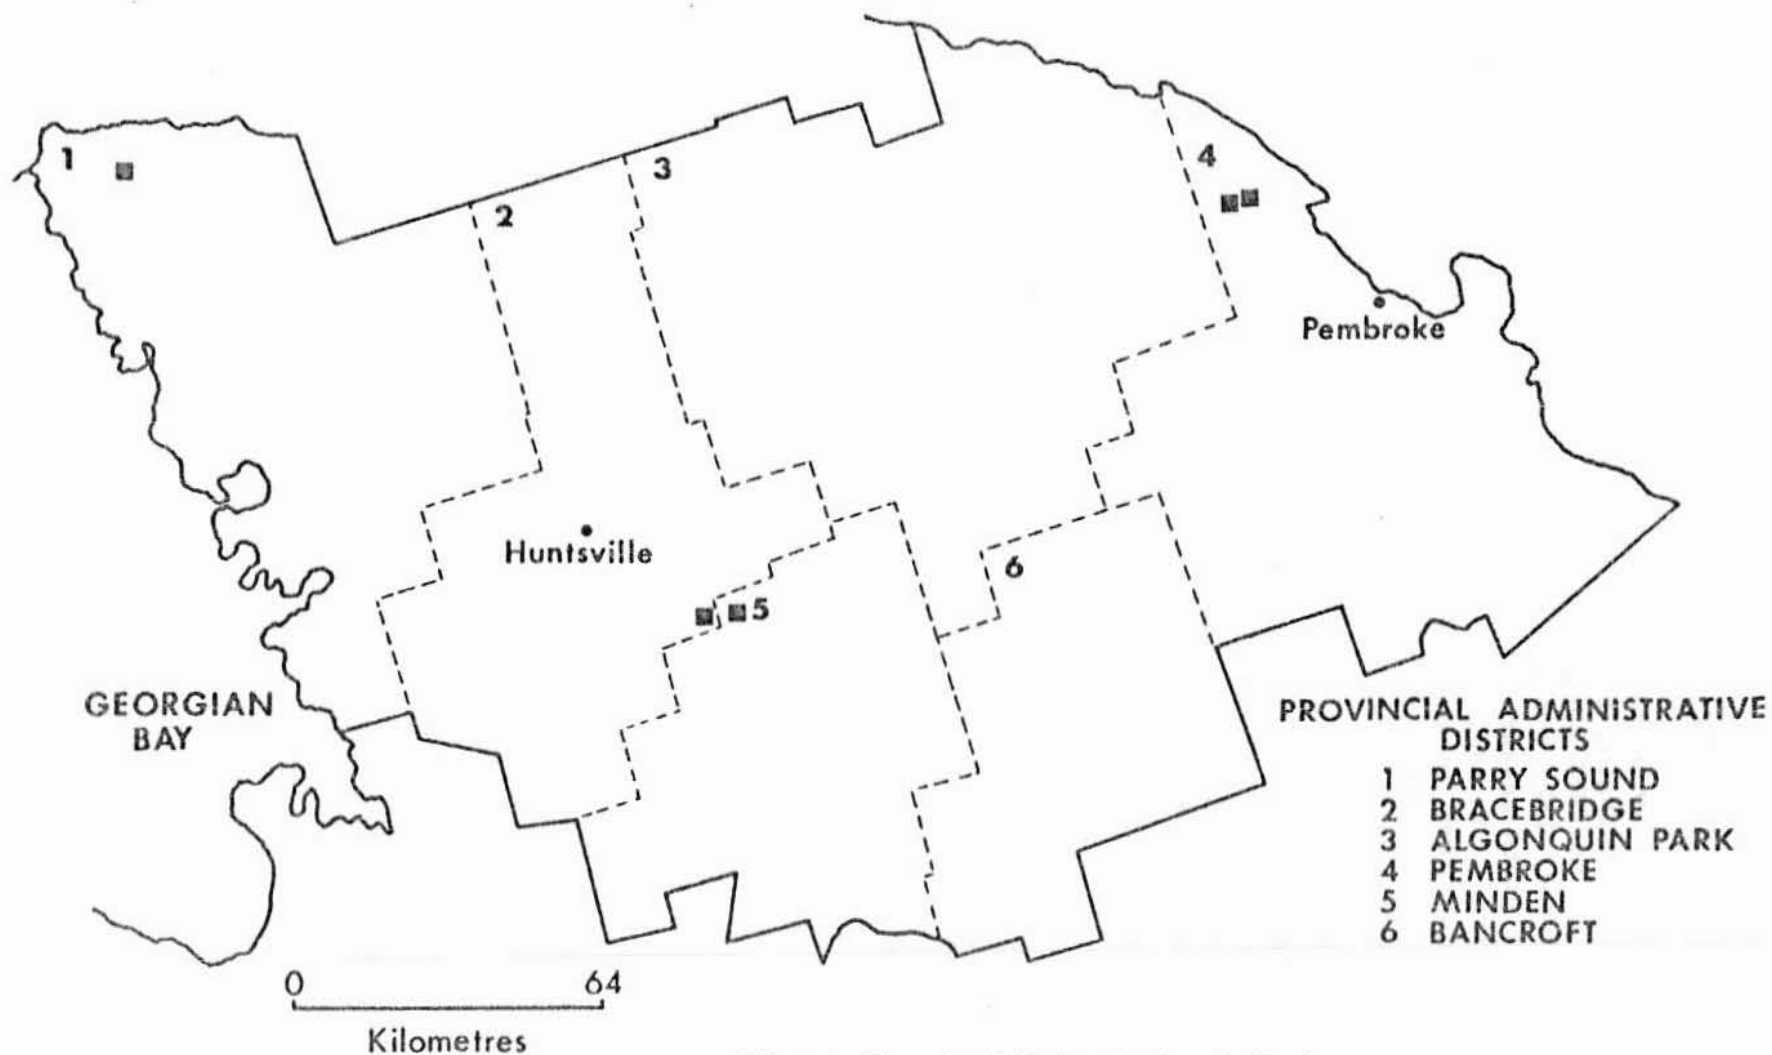 1
2
3
4
Pembroke
Huntsville
6
5
GEORGIAN
BAY
PROVINCIAL ADMINISTRATIVE
DISTRICTS
1 PARRY SOUND
2 BRACEBRIDGE
3 ALGONQUIN PARK
4 PEMBROKE
5 MINDEN
6 BANCROFT
0 64
Kilometres